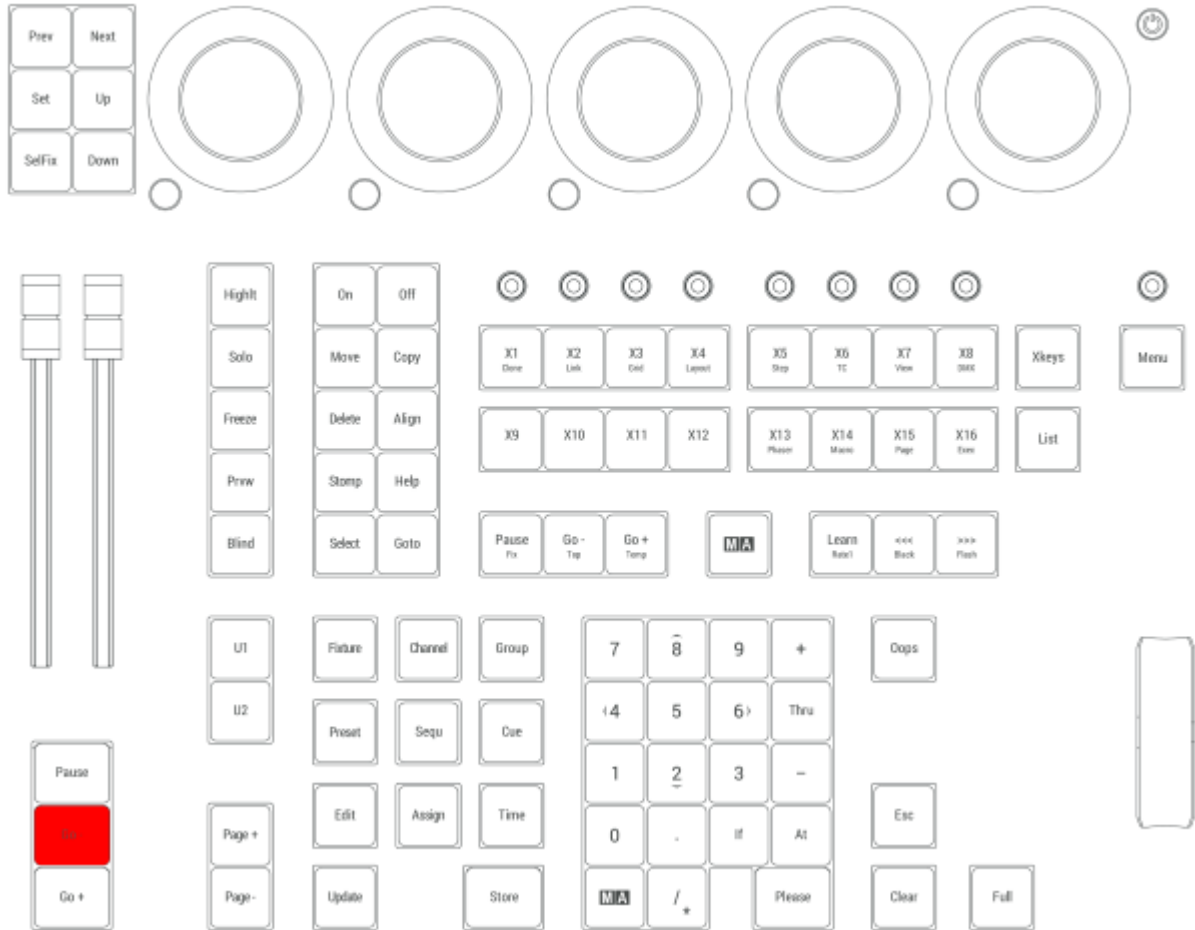 Prev Next
Set Up
SelFix Down
Highlt On Off
Solo Move Copy X1 X2 X3 X4 X5 X6 X7 X8 Xkeys Menu
Clone Link Grid Layout Step TC View DMX
Freeze Delete Align X9 X10 X11 X12 X13 X14 X15 X16 List
Phaser Macro Page Exec
Prvw Stomp Help
Blind Select Goto Pause Go - Go + MA Learn <<< >>>
Fix Top Temp Rate1 Black Flash
U1 Fixture Channel Group 7 8 9 + Oops
U2 Preset Sequ Cue 4 5 6 Thru
Pause 1 2 3 -
Page + Edit Assign Time 0 . If At Esc
Go + Page - Update Store MA / * Please Clear Full